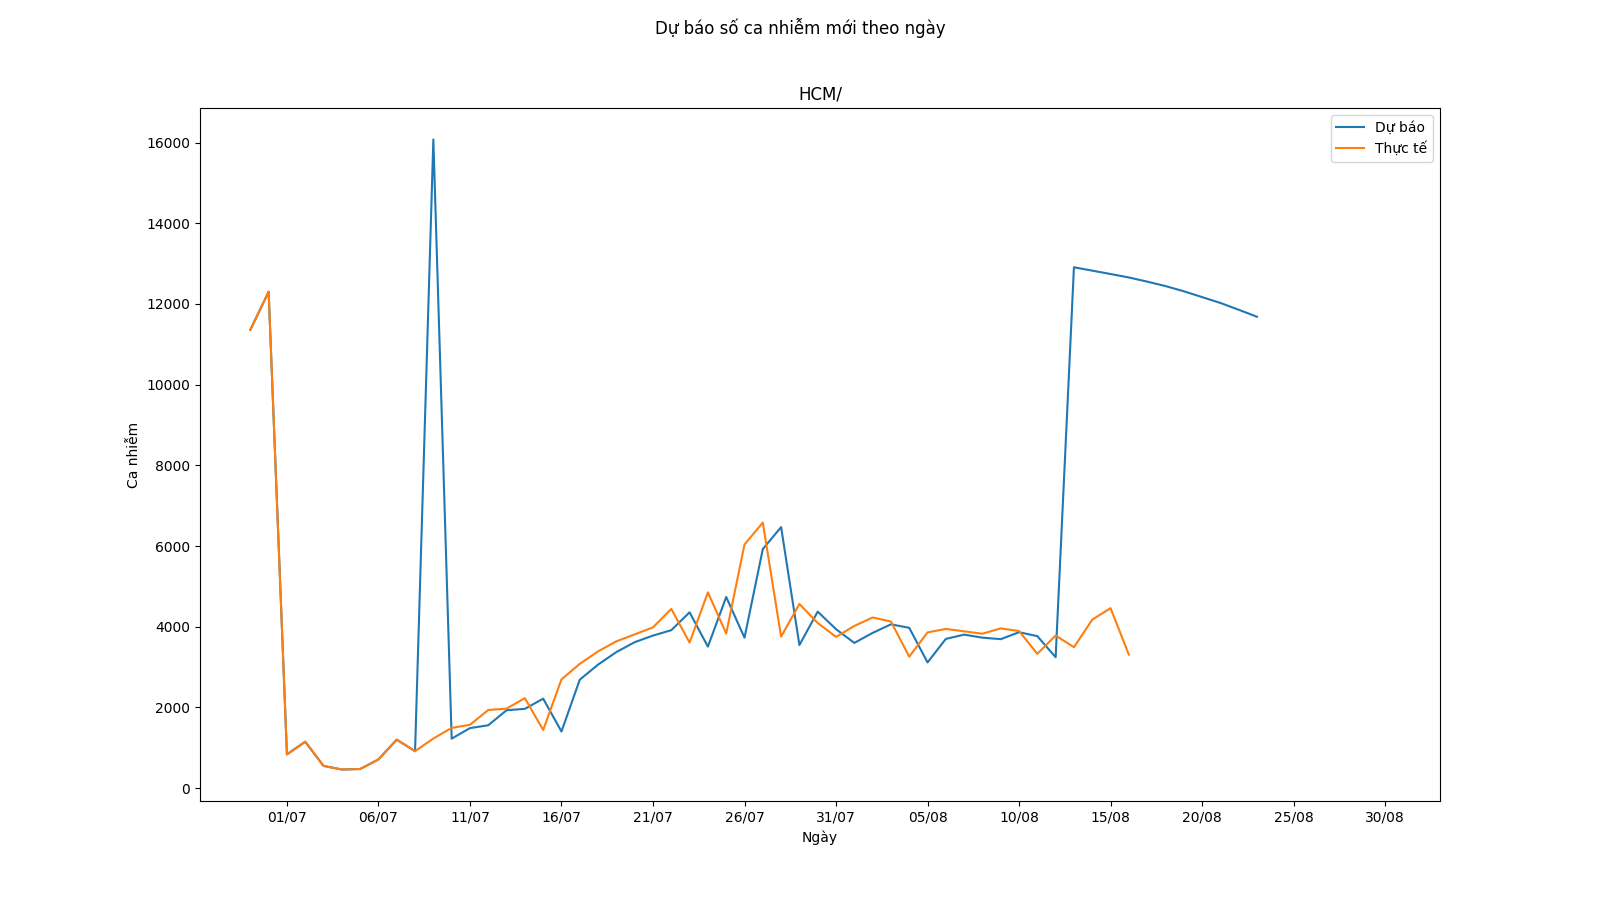 Dự báo số ca nhiễm mới theo ngày
HCM/
Dự báo
Thực tế
16000
14000
12000
10000
8000
6000
4000
2000
0
Ca nhiễm
01/07 06/07 11/07 16/07 21/07 26/07 31/07 05/08 10/08 15/08 20/08 25/08 30/08
Ngày